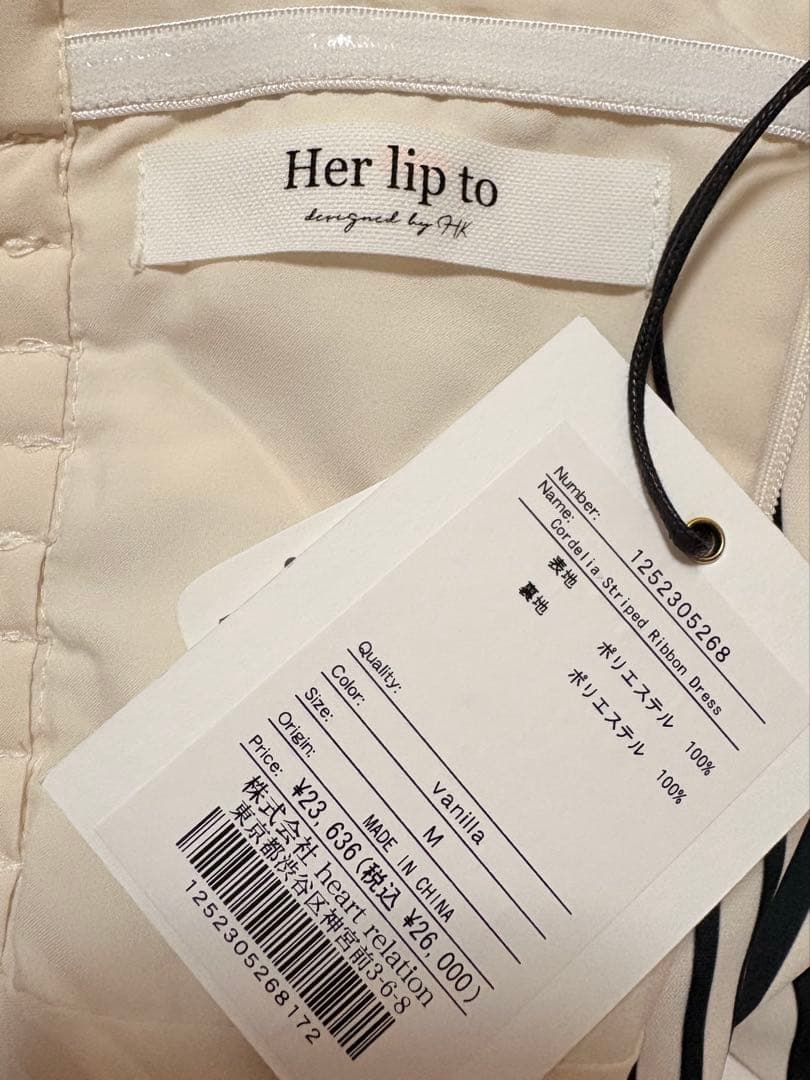 Her lip to
designed by HK
Number: 1252305268
Name: Cordelia Striped Ribbon Dress
表地 ポリエステル 100%
裏地 ポリエステル 100%
Quality:
Color: vanilla
Size: M
Origin: MADE IN CHINA
Price: ¥23,636(税込 ¥26,000)
株式会社 heart relation
東京都渋谷区神宮前3-6-8
1252305268172